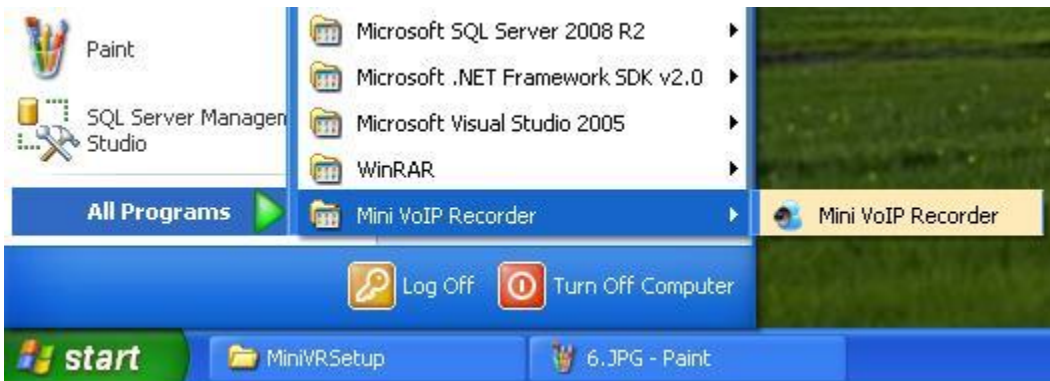 Paint
SQL Server Managen
Studio
All Programs
Microsoft SQL Server 2008 R2
Microsoft .NET Framework SDK v2.0
Microsoft Visual Studio 2005
WinRAR
Mini VoIP Recorder
Mini VoIP Recorder
Log Off
Turn Off Computer
start
MiniVRSetup
6.JPG - Paint